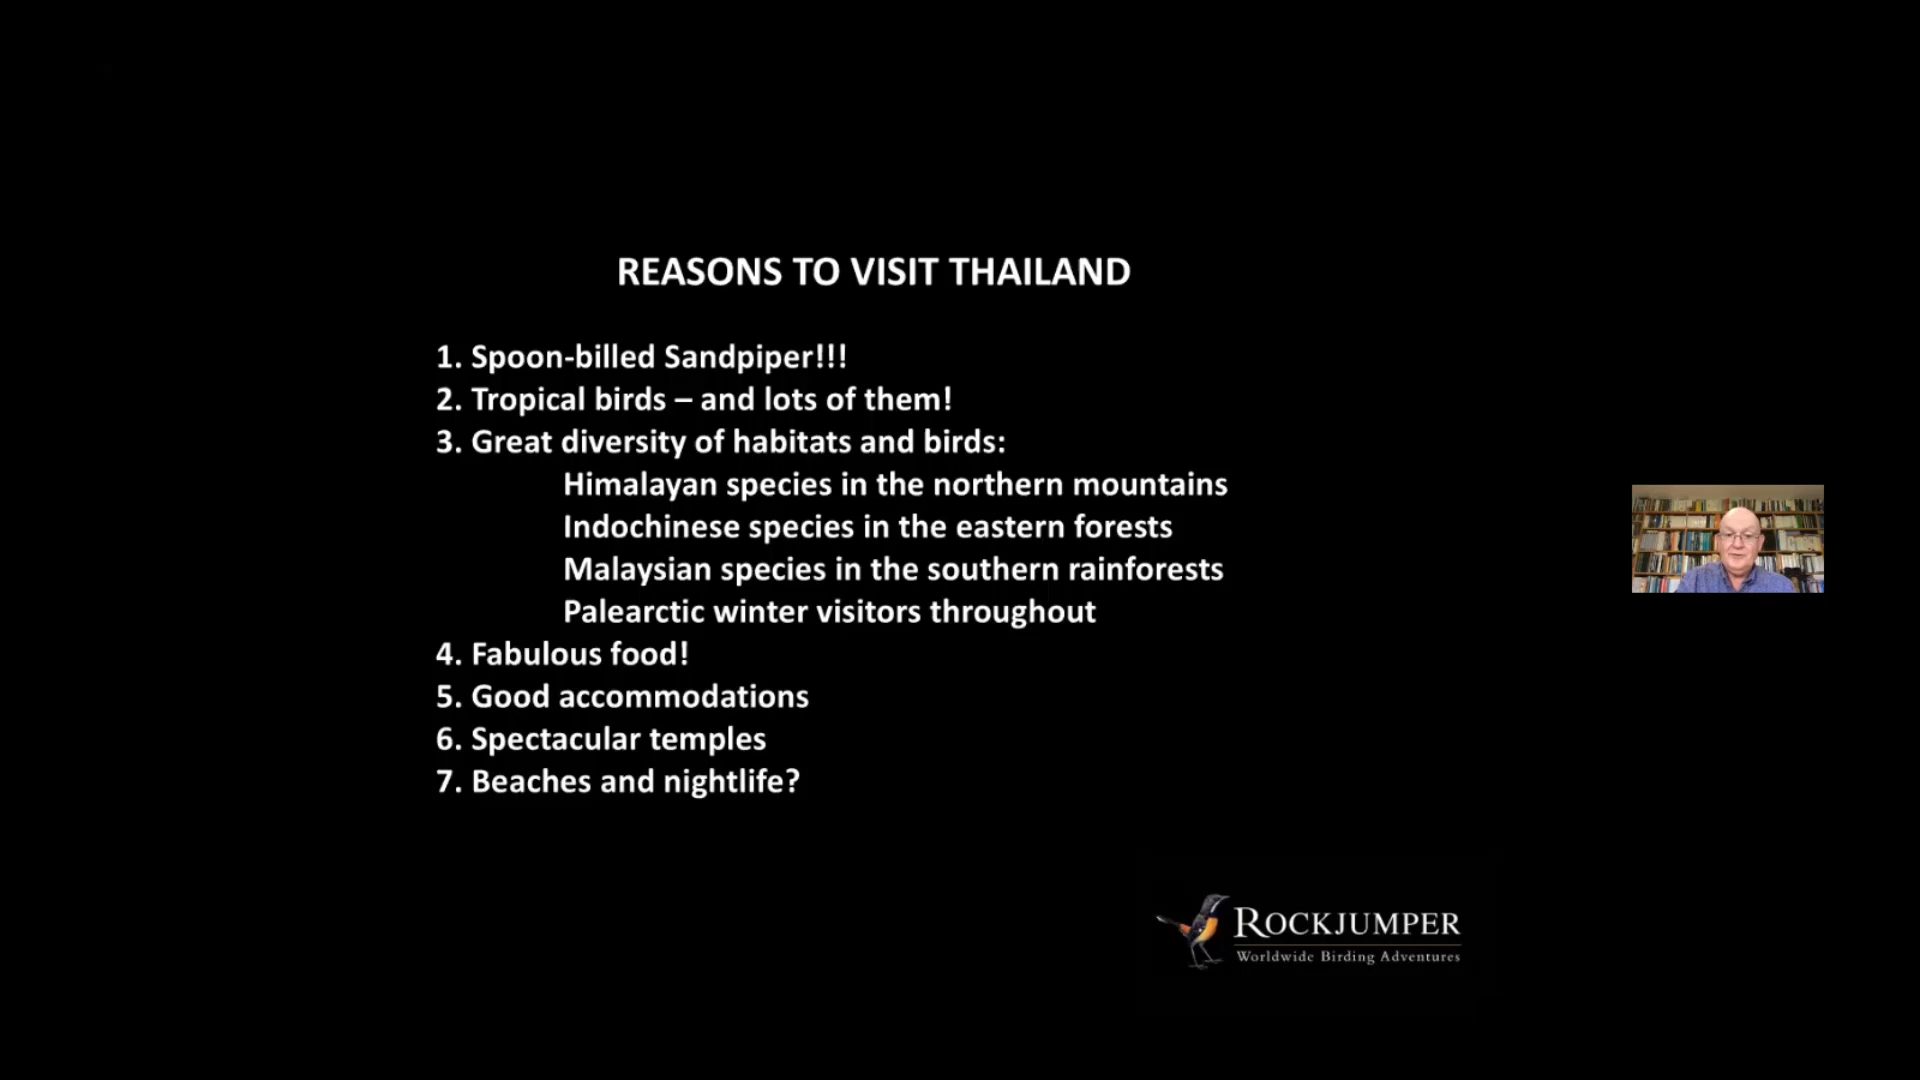 REASONS TO VISIT THAILAND
1. Spoon-billed Sandpiper!!!
2. Tropical birds – and lots of them!
3. Great diversity of habitats and birds:
Himalayan species in the northern mountains
Indochinese species in the eastern forests
Malaysian species in the southern rainforests
Palearctic winter visitors throughout
4. Fabulous food!
5. Good accommodations
6. Spectacular temples
7. Beaches and nightlife?
ROCKJUMPER
Worldwide Birding Adventures